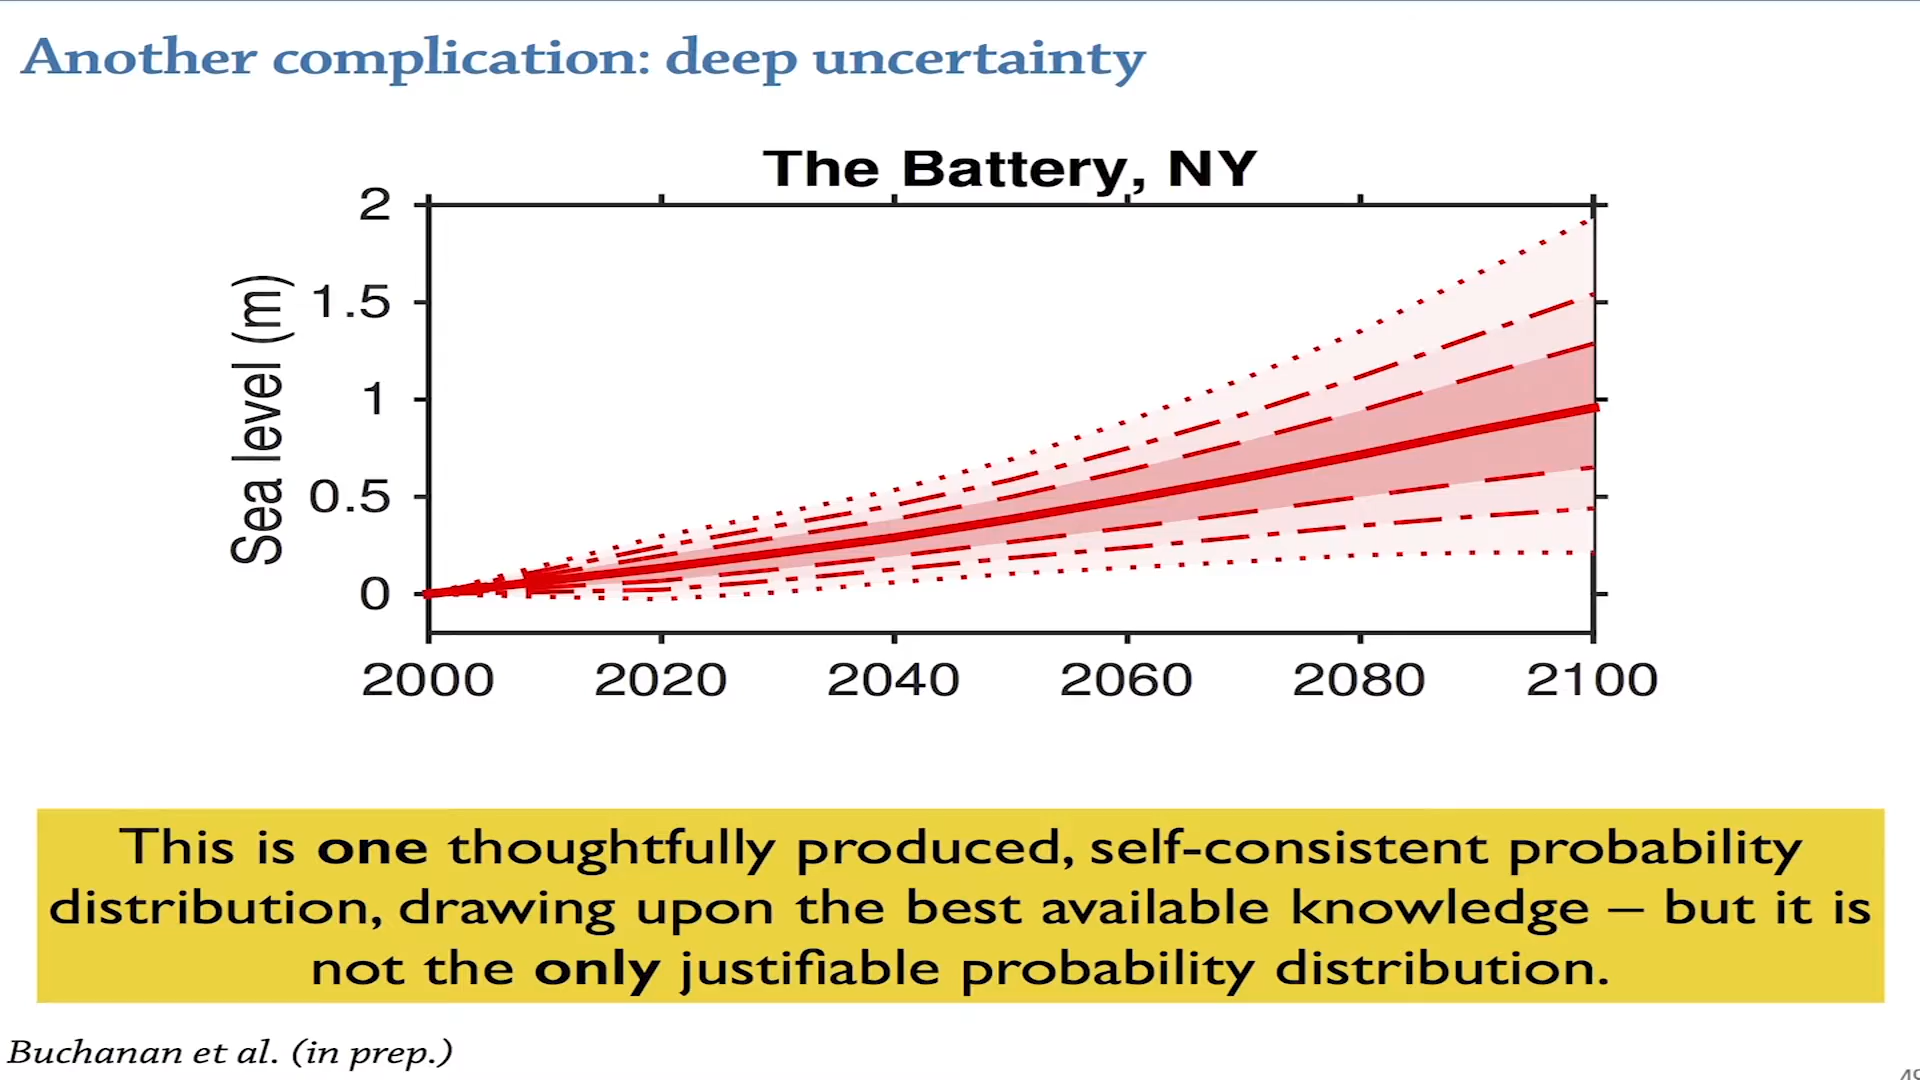 Another complication: deep uncertainty
The Battery, NY
2
1.5
1
0.5
0
Sea level (m)
2000 2020 2040 2060 2080 2100
This is one thoughtfully produced, self-consistent probability
distribution, drawing upon the best available knowledge – but it is
not the only justifiable probability distribution.
Buchanan et al. (in prep.)